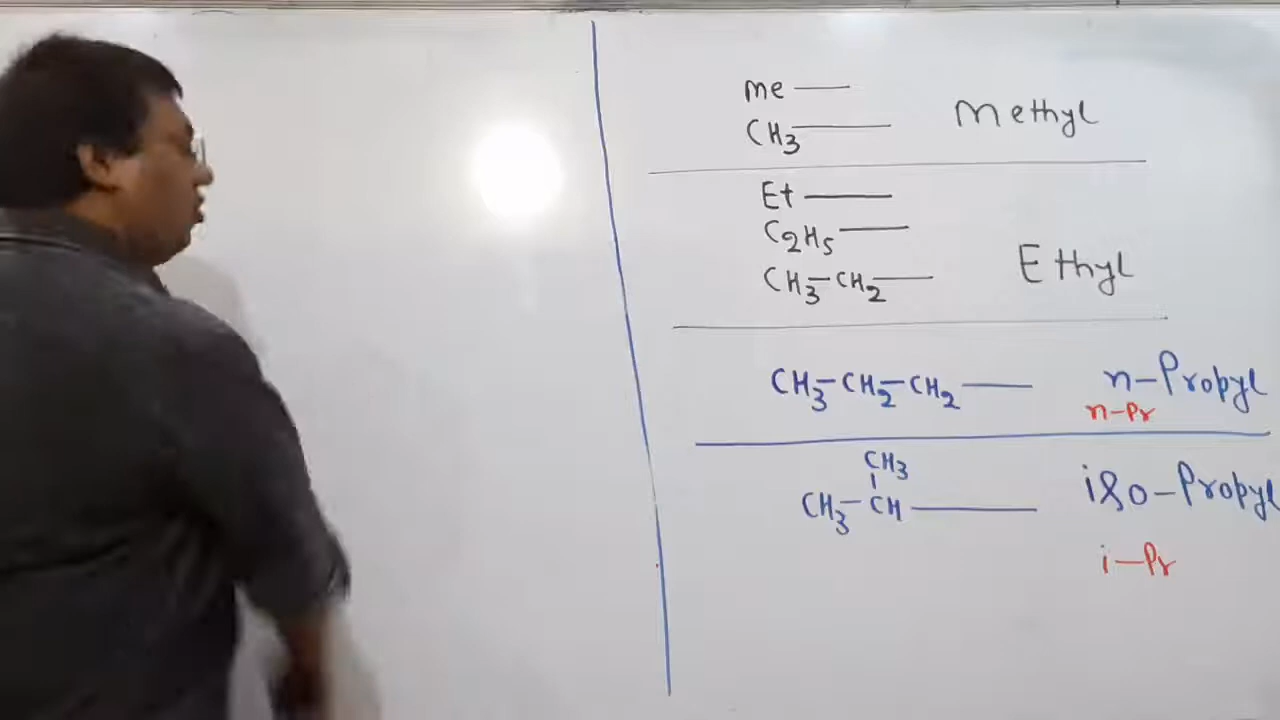 Me —
CH3 — Methyl
Et —
C2H5 —
CH3-CH2 — Ethyl
CH3-CH2-CH2 — n-Propyl
n-Pr
CH3
CH3-CH — iso-Propyl
i-Pr